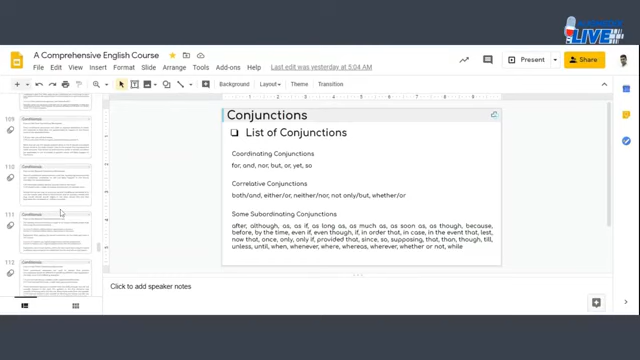 LIVE
A Comprehensive English Course
File Edit View Insert Format Slide Arrange Tools Add-ons Help
Last edit was yesterday at 5:04 AM
Present
Share
Background Layout Theme Transition
109
110
111
112
Conjunctions
List of Conjunctions
Coordinating Conjunctions
for, and, nor, but, or, yet, so
Correlative Conjunctions
both/and, either/or, neither/nor, not only/but, whether/or
Some Subordinating Conjunctions
after, although, as, as if, as long as, as much as, as soon as, as though, because,
before, by the time, even if, even though, if, in order that, in case, in the event that, lest,
now that, once, only, only if, provided that, since, so, supposing, that, than, though, till,
unless, until, when, whenever, where, whereas, wherever, whether or not, while
Click to add speaker notes